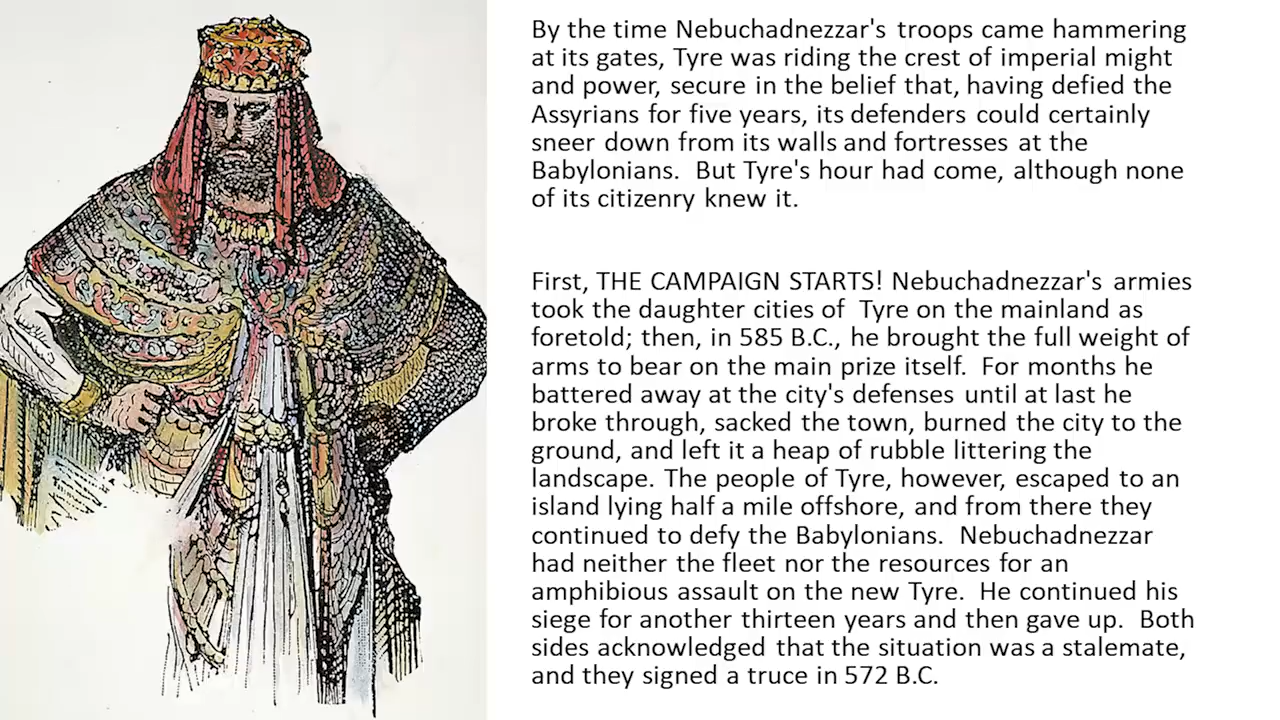 By the time Nebuchadnezzar's troops came hammering
at its gates, Tyre was riding the crest of imperial might
and power, secure in the belief that, having defied the
Assyrians for five years, its defenders could certainly
sneer down from its walls and fortresses at the
Babylonians.  But Tyre's hour had come, although none
of its citizenry knew it.
First, THE CAMPAIGN STARTS! Nebuchadnezzar's armies
took the daughter cities of  Tyre on the mainland as
foretold; then, in 585 B.C., he brought the full weight of
arms to bear on the main prize itself.  For months he
battered away at the city's defenses until at last he
broke through, sacked the town, burned the city to the
ground, and left it a heap of rubble littering the
landscape. The people of Tyre, however, escaped to an
island lying half a mile offshore, and from there they
continued to defy the Babylonians.  Nebuchadnezzar
had neither the fleet nor the resources for an
amphibious assault on the new Tyre.  He continued his
siege for another thirteen years and then gave up.  Both
sides acknowledged that the situation was a stalemate,
and they signed a truce in 572 B.C.